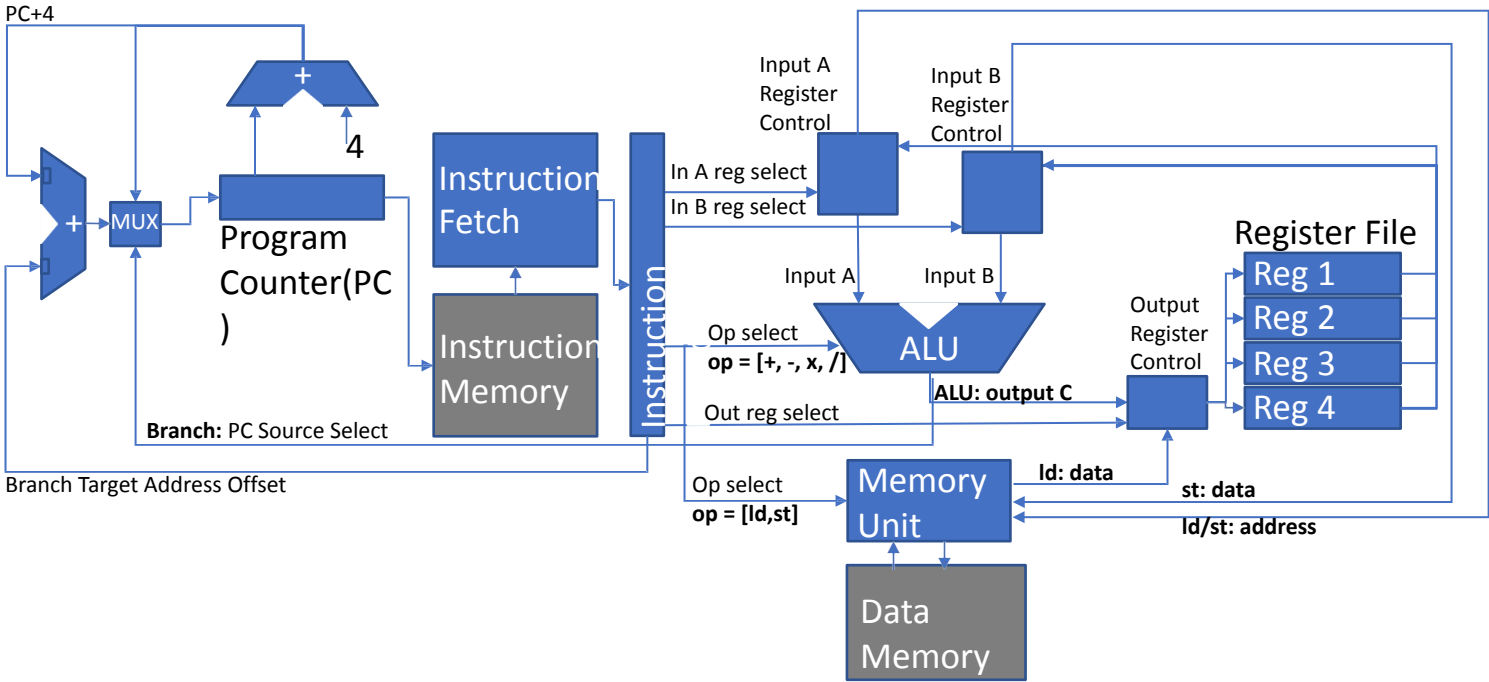 PC+4
+
4
+
MUX
Program
Counter(PC
)
Instruction
Fetch
Instruction
Memory
Instruction
In A reg select
In B reg select
Input A
Register
Control
Input B
Register
Control
Input A
Input B
Op select
op = [+, -, x, /]
ALU
ALU: output C
Out reg select
Output
Register
Control
Register File
Reg 1
Reg 2
Reg 3
Reg 4
Branch: PC Source Select
Branch Target Address Offset
Op select
op = [ld,st]
Memory
Unit
ld: data
st: data
ld/st: address
Data
Memory